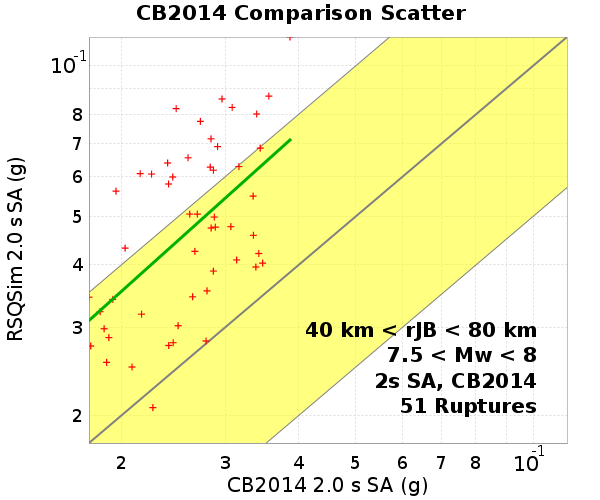 CB2014 Comparison Scatter
RSQSim 2.0 s SA (g)
10-1
8
7
6
5
4
3
2
40 km < rJB < 80 km
7.5 < Mw < 8
2s SA, CB2014
51 Ruptures
2 3 4 5 6 7 8 10-1
CB2014 2.0 s SA (g)